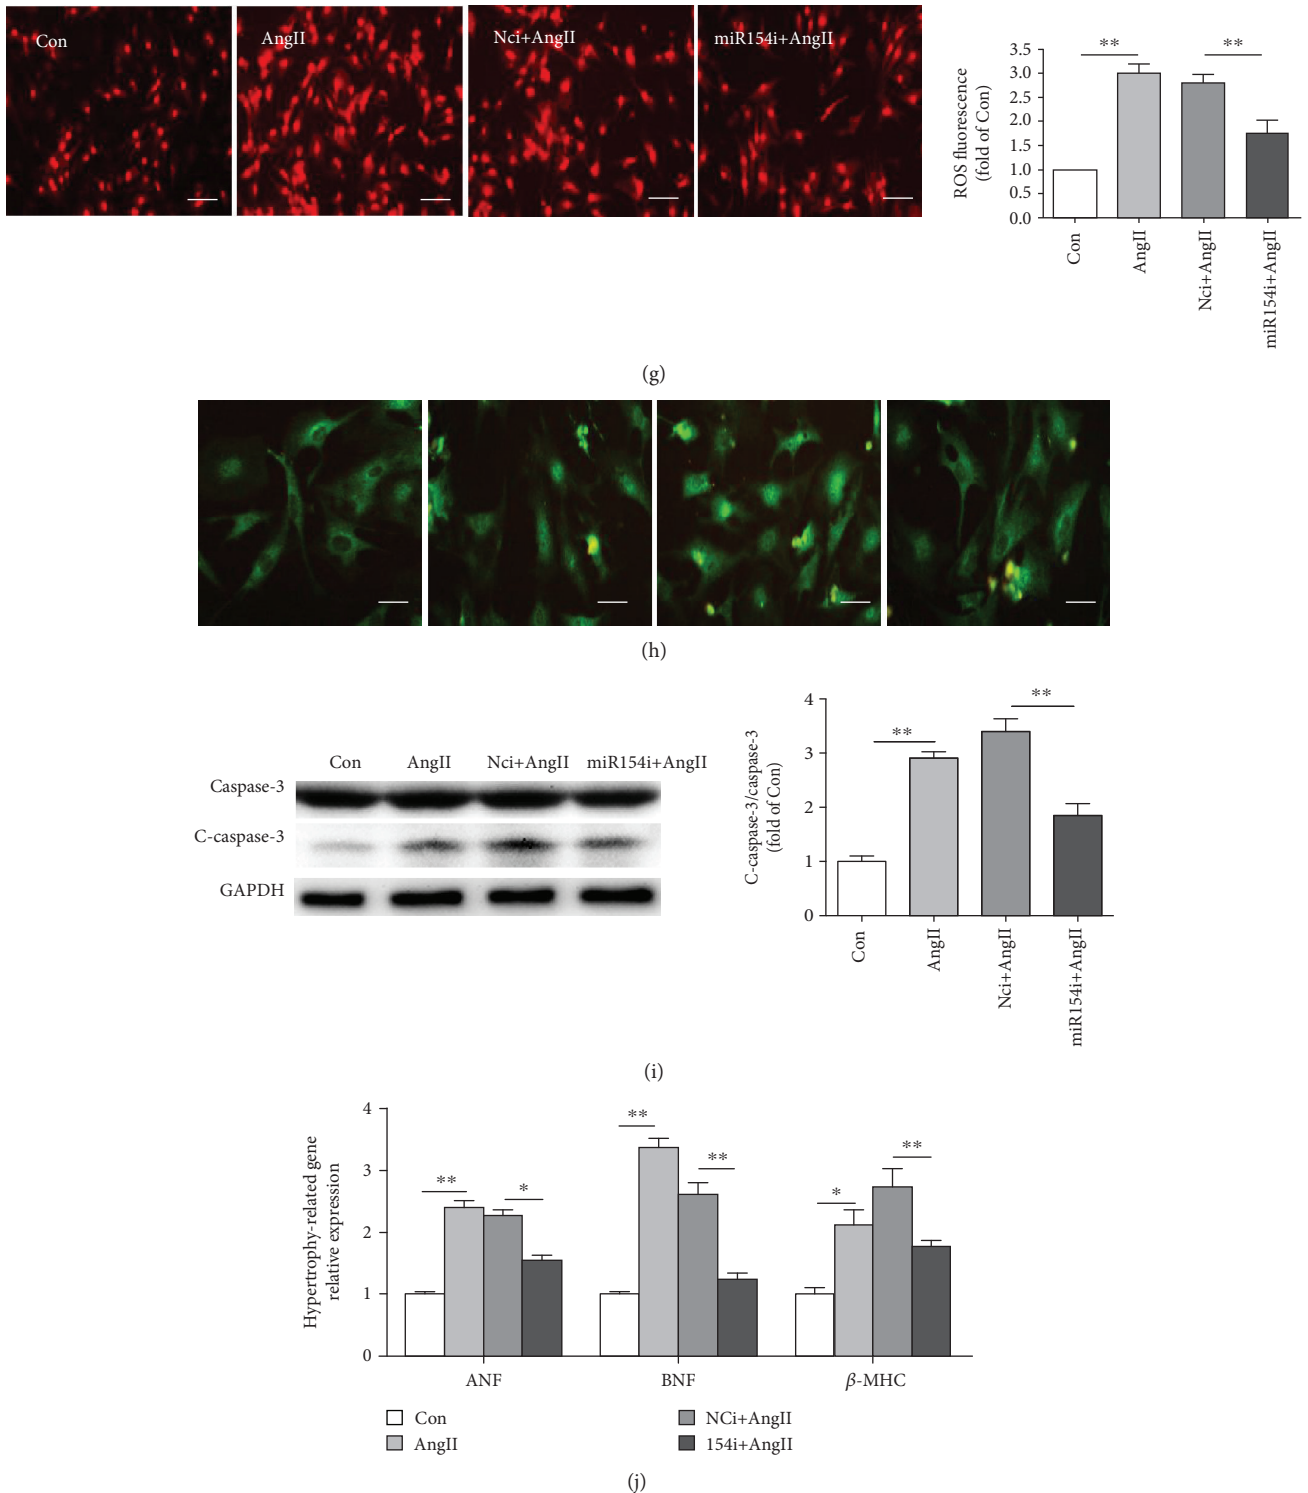 Con
AngII
Nci+AngII
miR154i+AngII
ROS fluorescence
(fold of Con)
3.5
3.0
2.5
2.0
1.5
1.0
0.5
0.0
**
**
Con
AngII
Nci+AngII
miR154i+AngII
(g)
(h)
Con
AngII
Nci+AngII
miR154i+AngII
Caspase-3
C-caspase-3
GAPDH
C-caspase-3/caspase-3
(fold of Con)
4
3
2
1
0
**
**
Con
AngII
Nci+AngII
miR154i+AngII
(i)
Hypertrophy-related gene
relative expression
4
3
2
1
0
**
*
**
**
*
**
ANF
BNF
β-MHC
Con
AngII
NCi+AngII
154i+AngII
(j)